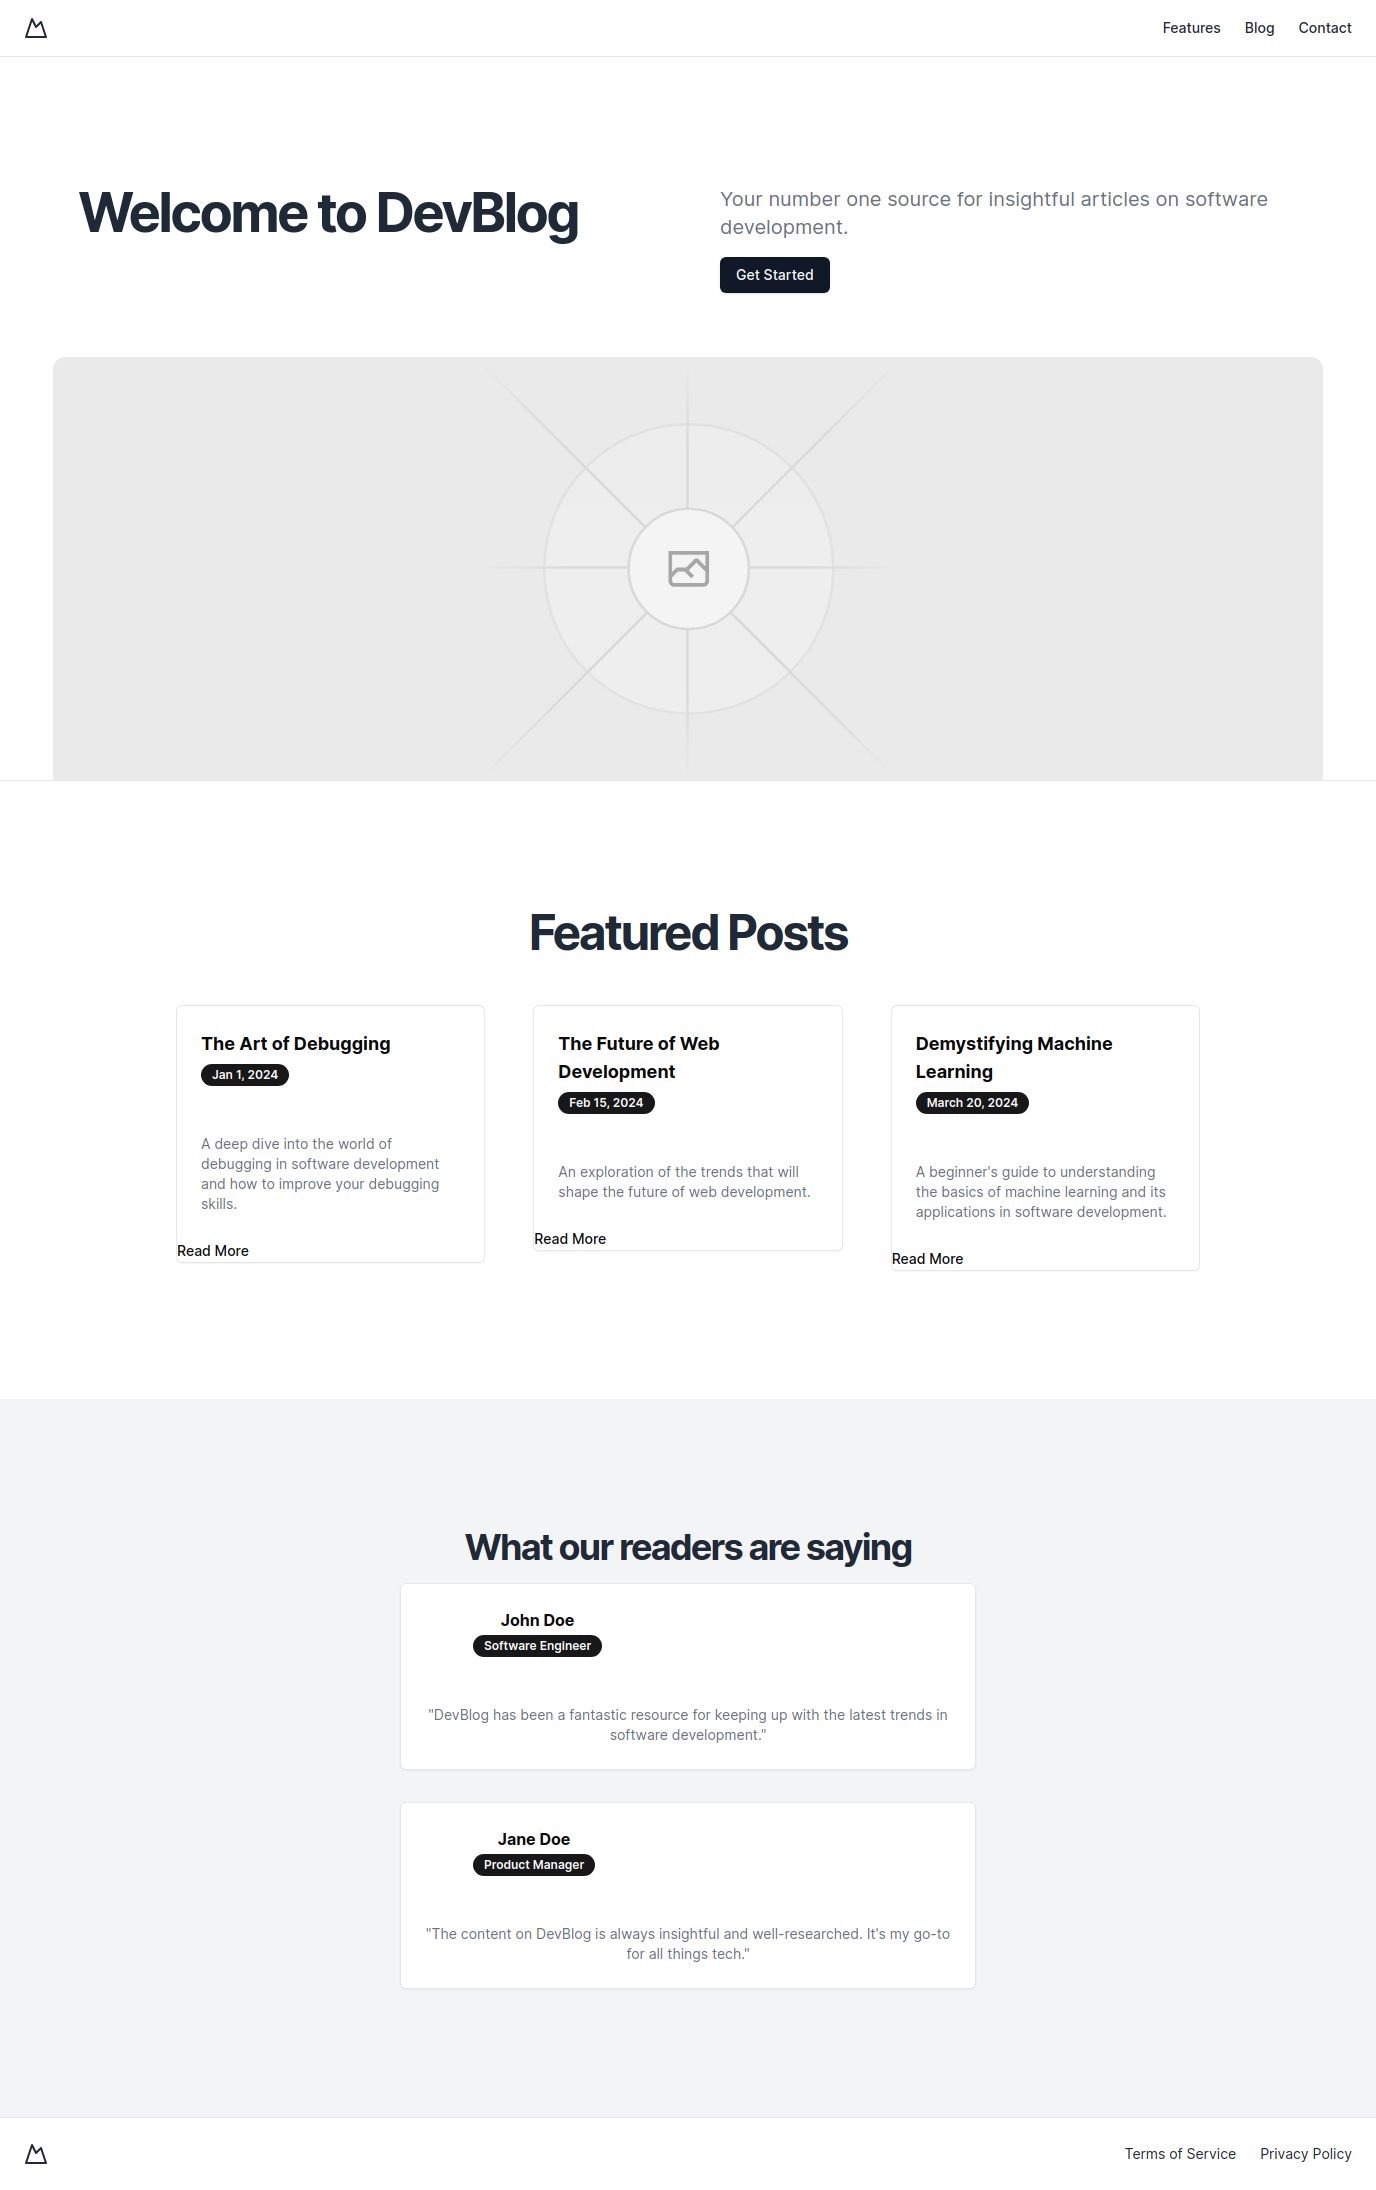 Features
Blog
Contact
Welcome to DevBlog
Your number one source for insightful articles on software
development.
Get Started
Featured Posts
The Art of Debugging
Jan 1, 2024
A deep dive into the world of
debugging in software development
and how to improve your debugging
skills.
Read More
The Future of Web
Development
Feb 15, 2024
An exploration of the trends that will
shape the future of web development.
Read More
Demystifying Machine
Learning
March 20, 2024
A beginner's guide to understanding
the basics of machine learning and its
applications in software development.
Read More
What our readers are saying
John Doe
Software Engineer
"DevBlog has been a fantastic resource for keeping up with the latest trends in
software development."
Jane Doe
Product Manager
"The content on DevBlog is always insightful and well-researched. It's my go-to
for all things tech."
Terms of Service
Privacy Policy